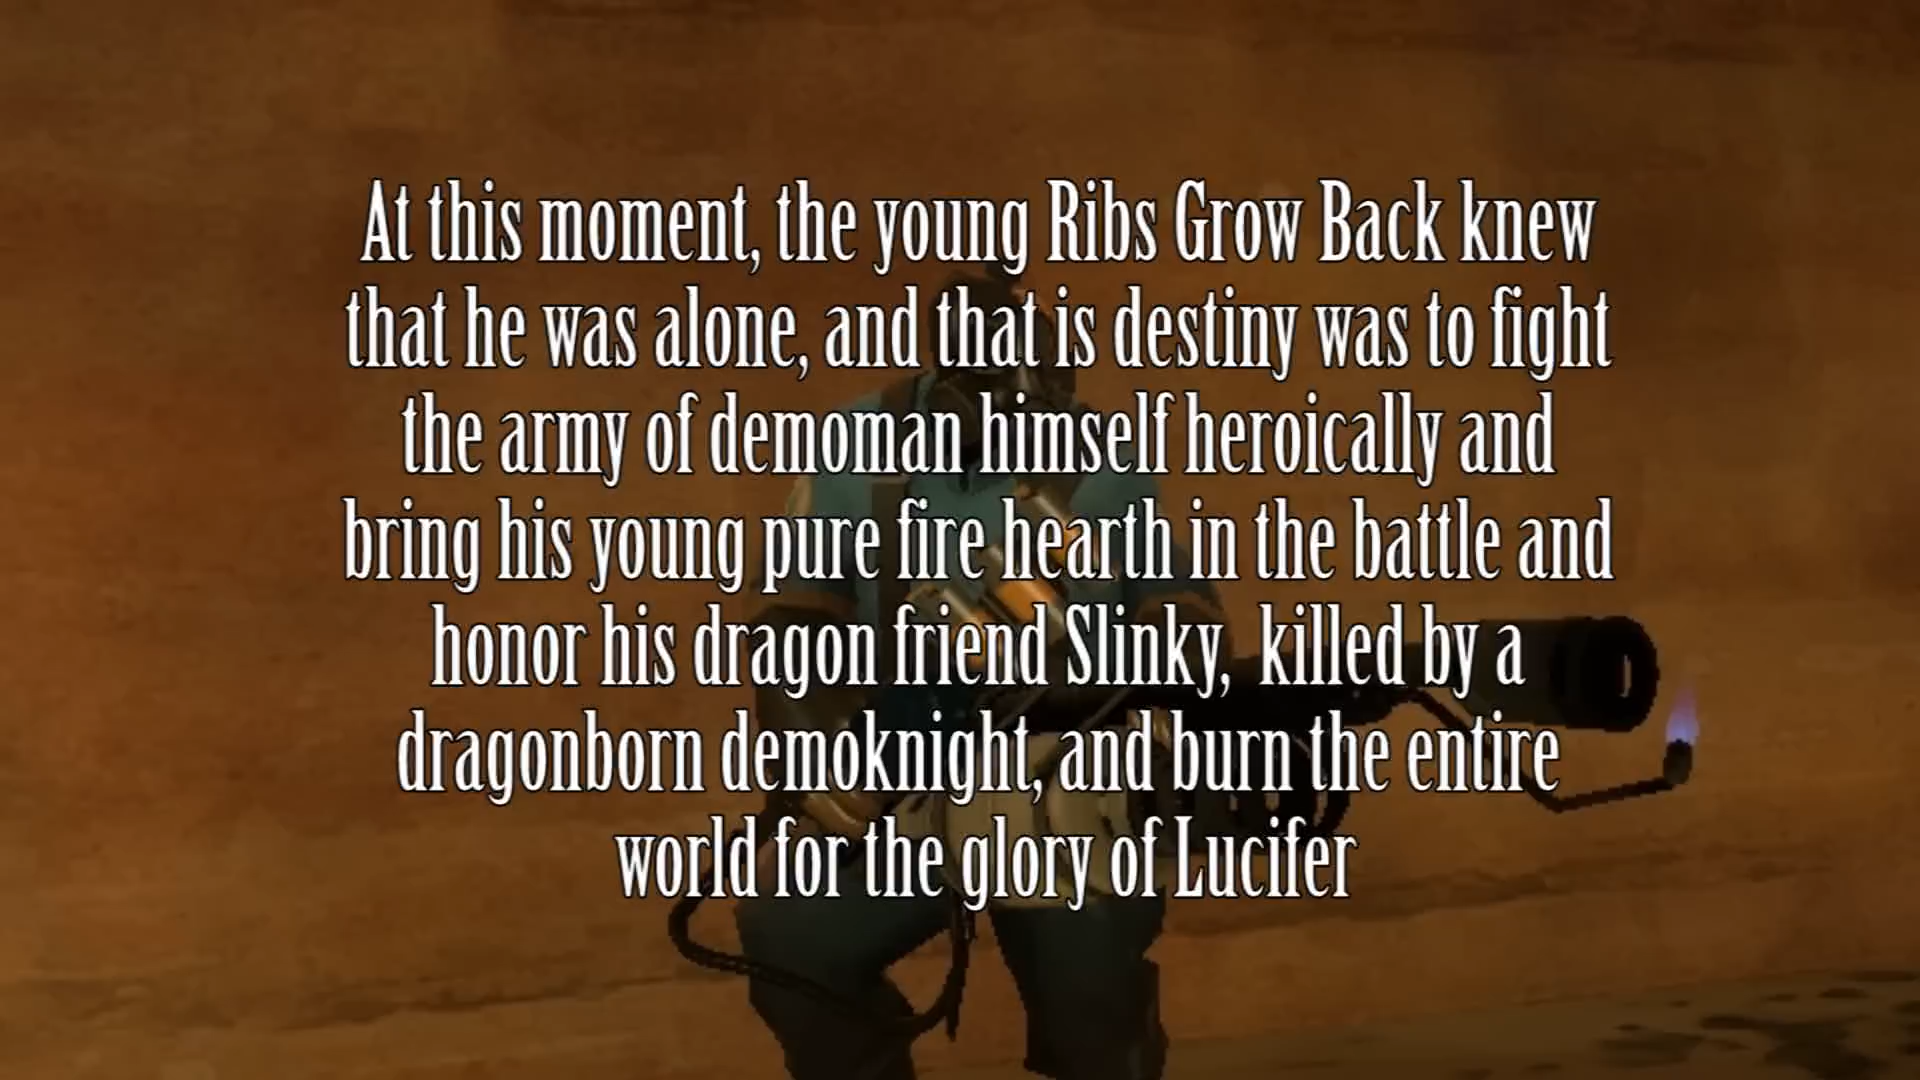 At this moment, the young Ribs Grow Back knew
that he was alone, and that is destiny was to fight
the army of demoman himself heroically and
bring his young pure fire hearth in the battle and
honor his dragon friend Slinky, killed by a
dragonborn demoknight, and burn the entire
world for the glory of Lucifer